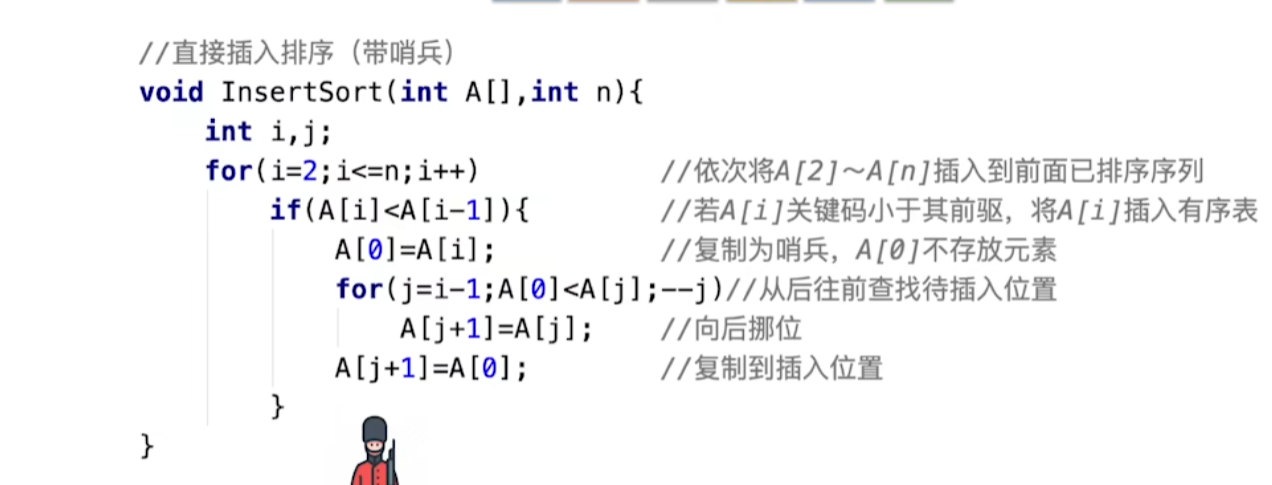 //直接插入排序（带哨兵）
void InsertSort(int A[],int n){
int i,j;
for(i=2;i<=n;i++) //依次将A[2]～A[n]插入到前面已排序序列
if(A[i]<A[i-1]){ //若A[i]关键码小于其前驱，将A[i]插入有序表
A[0]=A[i]; //复制为哨兵，A[0]不存放元素
for(j=i-1;A[0]<A[j];--j)//从后往前查找待插入位置
A[j+1]=A[j]; //向后挪位
A[j+1]=A[0]; //复制到插入位置
}
}